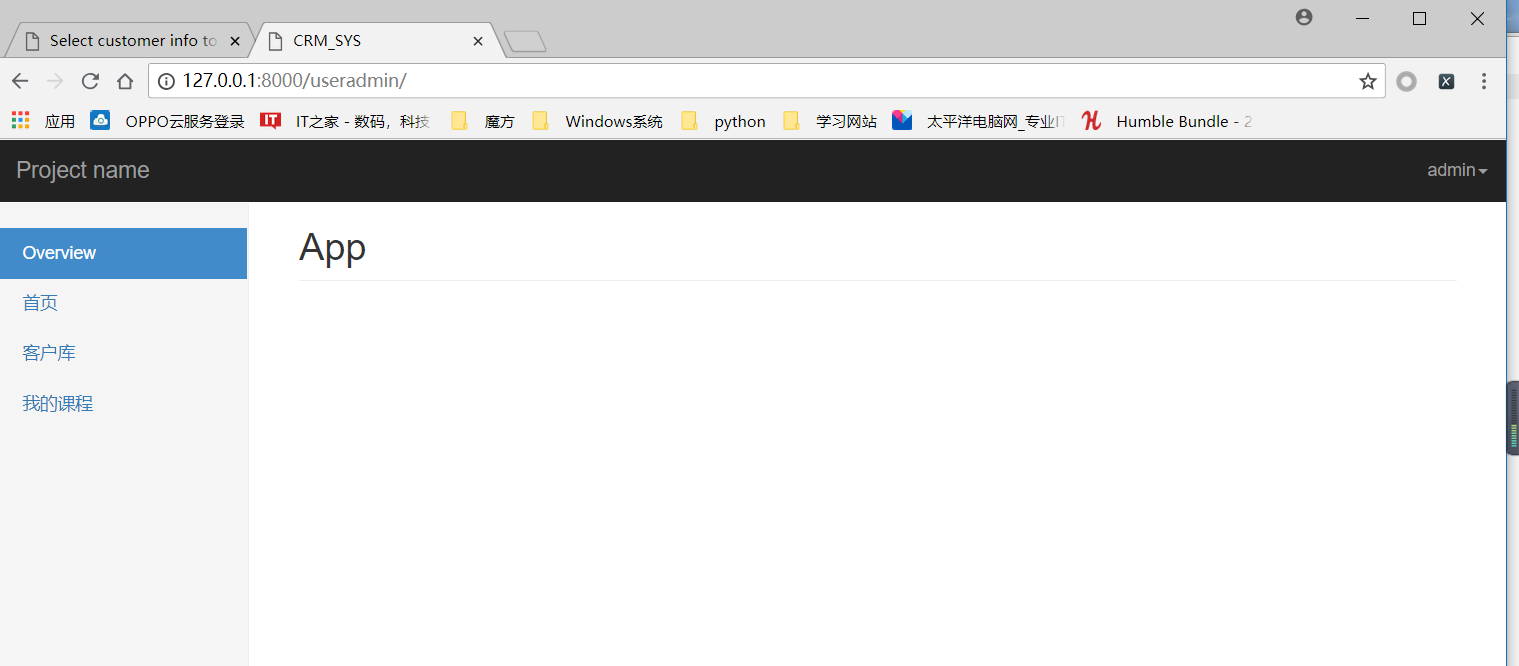 Select customer info to
CRM_SYS
127.0.0.1:8000/useradmin/
应用 OPPO云服务登录 IT之家 - 数码，科技 魔方 Windows系统 python 学习网站 太平洋电脑网_专业IT Humble Bundle - 2
Project name admin
Overview
App
首页
客户库
我的课程